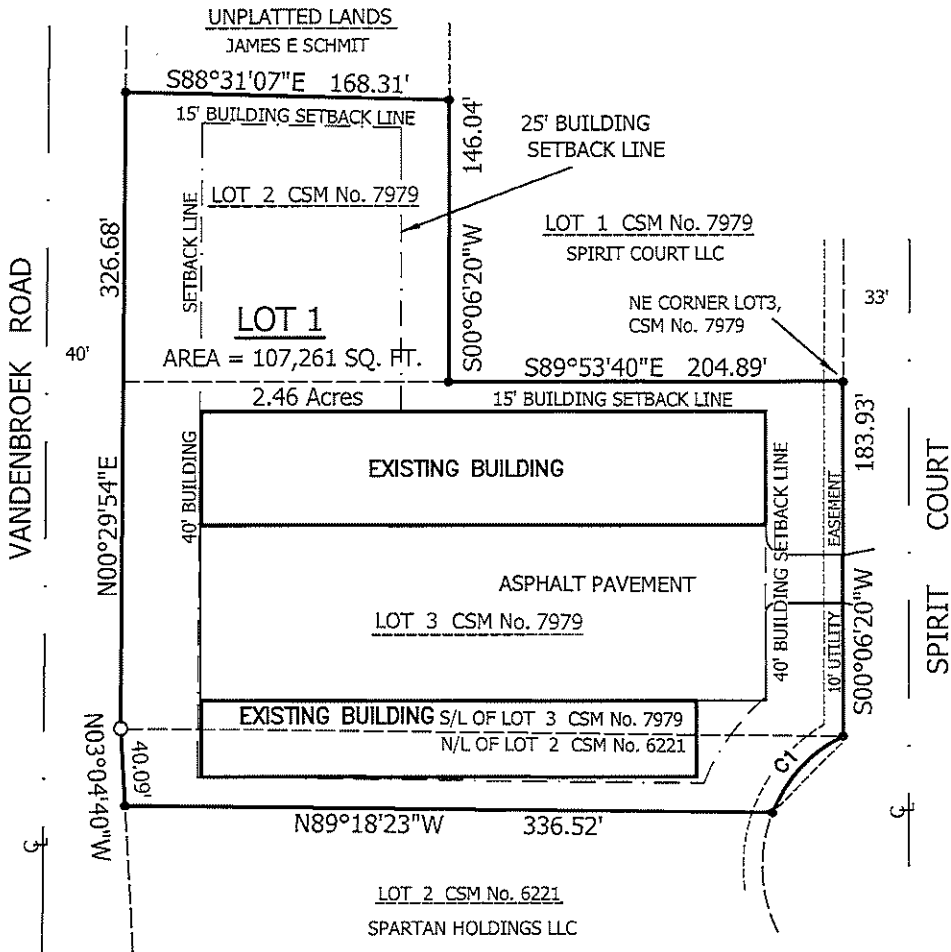 UNPLATTED LANDS
JAMES E SCHMIT
S88°31'07"E 168.31'
15' BUILDING SETBACK LINE
25' BUILDING
SETBACK LINE
146.04'
S00°06'20"W
LOT 2 CSM No. 7979
SETBACK LINE
40' BUILDING
LOT 1 CSM No. 7979
SPIRIT COURT LLC
326.68'
N00°29'54"E
VANDENBROEK ROAD
40'
LOT 1
AREA = 107,261 SQ. FT.
2.46 Acres
NE CORNER LOT3,
CSM No. 7979
33'
S89°53'40"E 204.89'
15' BUILDING SETBACK LINE
183.93'
S00°06'20"W
SPIRIT COURT
EXISTING BUILDING
40' BUILDING SETBACK LINE
10' UTILITY EASEMENT
ASPHALT PAVEMENT
LOT 3 CSM No. 7979
EXISTING BUILDING
S/L OF LOT 3 CSM No. 7979
N/L OF LOT 2 CSM No. 6221
N03°04'40"W
40.09'
C1
N89°18'23"W 336.52'
LOT 2 CSM No. 6221
SPARTAN HOLDINGS LLC